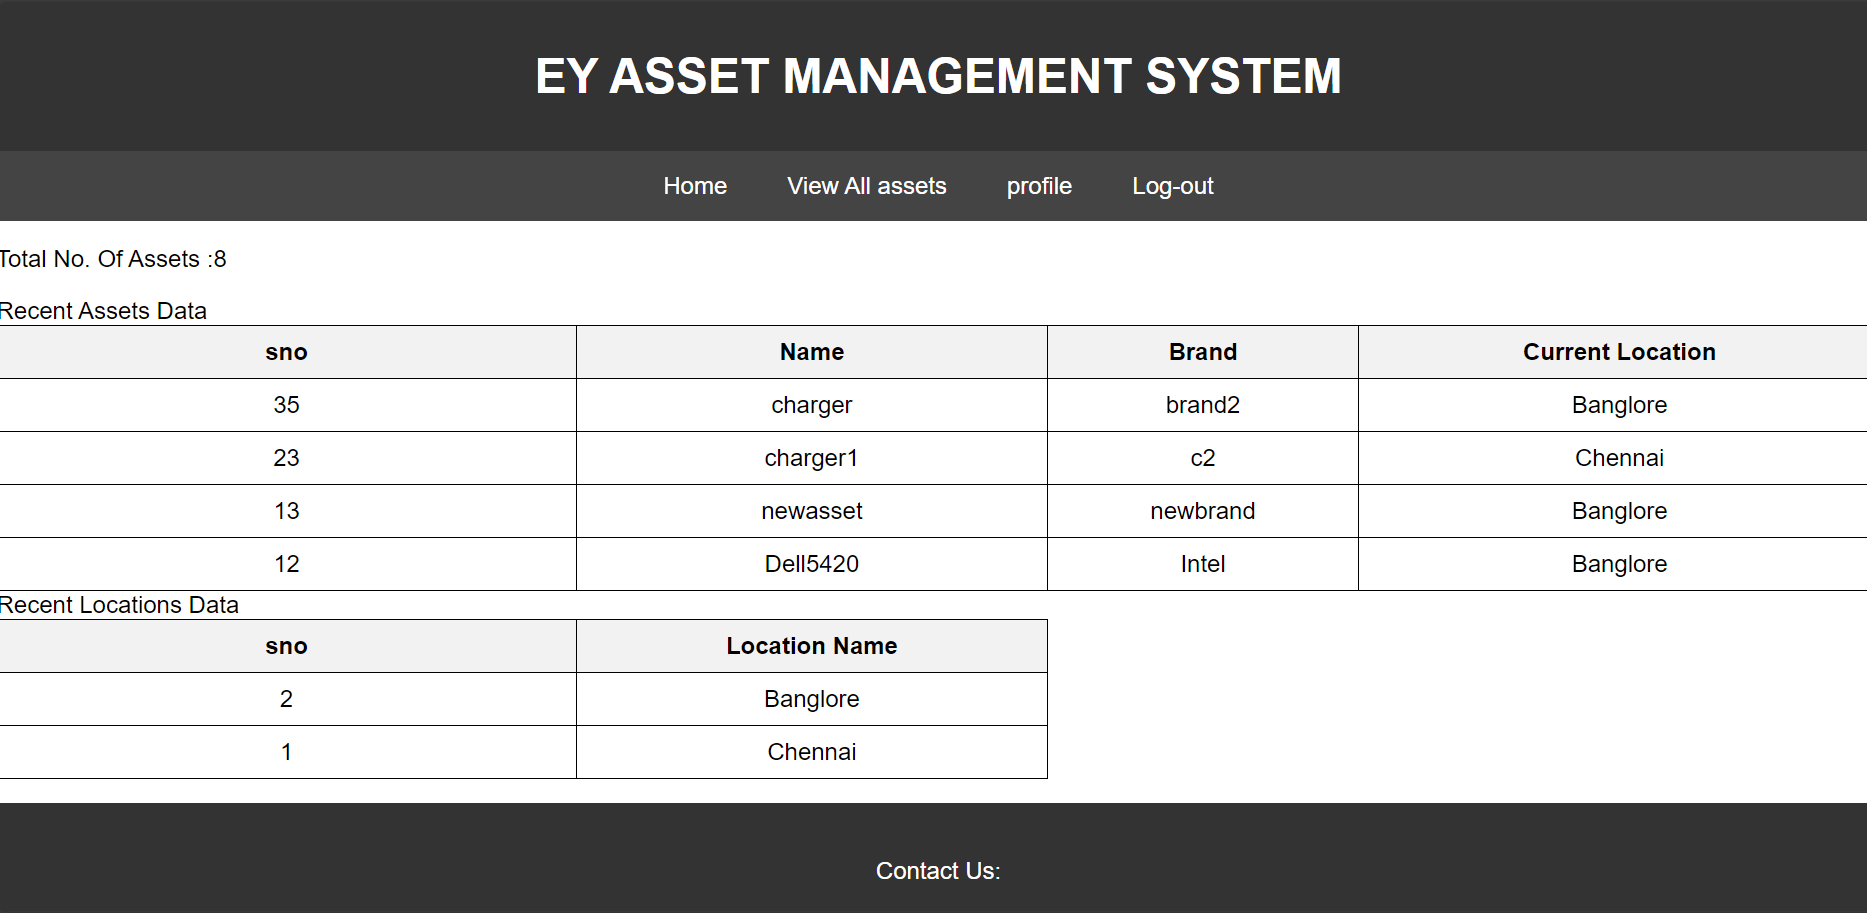 EY ASSET MANAGEMENT SYSTEM
Home View All assets profile Log-out
Total No. Of Assets :8
Recent Assets Data
sno Name Brand Current Location
35 charger brand2 Banglore
23 charger1 c2 Chennai
13 newasset newbrand Banglore
12 Dell5420 Intel Banglore
Recent Locations Data
sno Location Name
2 Banglore
1 Chennai
Contact Us: